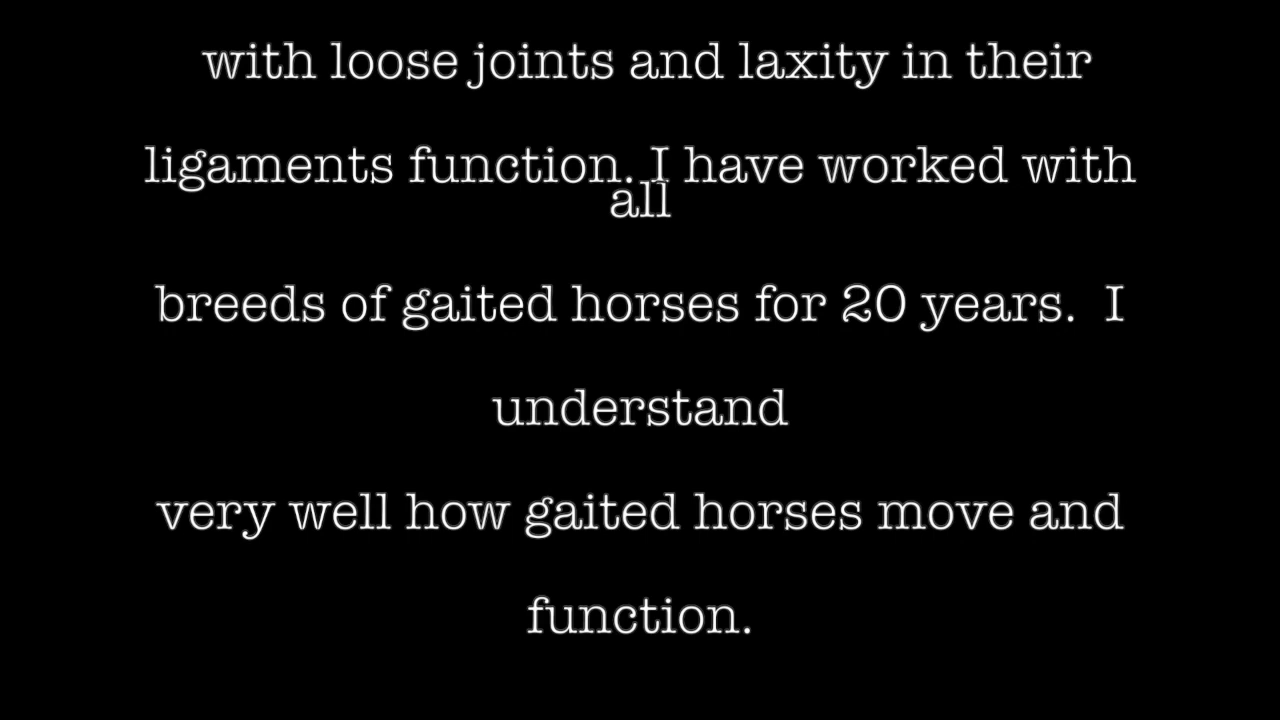 with loose joints and laxity in their
ligaments function. I have worked with
all
breeds of gaited horses for 20 years.  I
understand
very well how gaited horses move and
function.